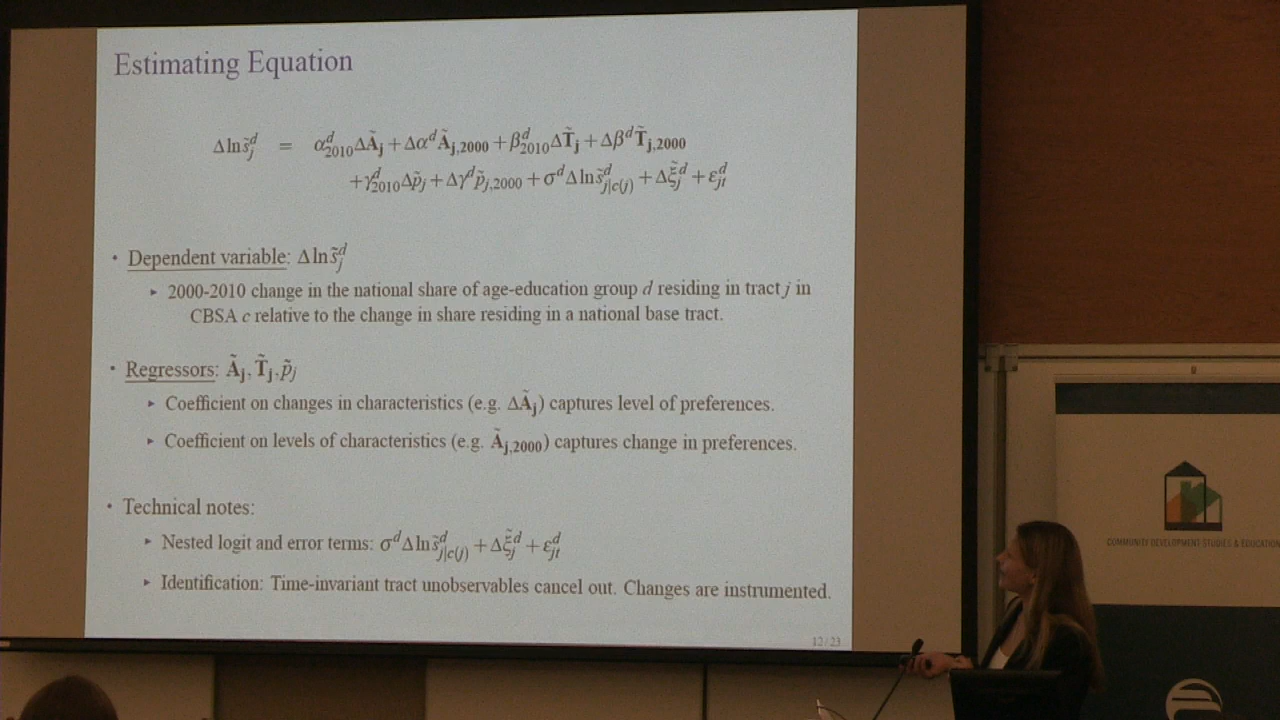 Estimating Equation
Δ ln s̃ⱼᵈ = α₂₀₁₀ᵈ ΔÃⱼ + Δαᵈ Ãⱼ,₂₀₀₀ + β₂₀₁₀ᵈ ΔT̃ⱼ + Δβᵈ T̃ⱼ,₂₀₀₀
+γ₂₀₁₀ᵈ Δp̃ⱼ + Δγᵈ p̃ⱼ,₂₀₀₀ + σᵈ Δ ln s̃ᵈ_{j|c(j)} + Δξ̃ⱼᵈ + εⱼₜᵈ
• Dependent variable: Δ ln s̃ⱼᵈ
▸ 2000-2010 change in the national share of age-education group d residing in tract j in
CBSA c relative to the change in share residing in a national base tract.
• Regressors: Ãⱼ, T̃ⱼ, p̃ⱼ
▸ Coefficient on changes in characteristics (e.g. ΔÃⱼ) captures level of preferences.
▸ Coefficient on levels of characteristics (e.g. Ãⱼ,₂₀₀₀) captures change in preferences.
• Technical notes:
▸ Nested logit and error terms: σᵈ Δ ln s̃ᵈ_{j|c(j)} + Δξ̃ⱼᵈ + εⱼₜᵈ
▸ Identification: Time-invariant tract unobservables cancel out. Changes are instrumented.
12/23
COMMUNITY DEVELOPMENT STUDIES & EDUCATION